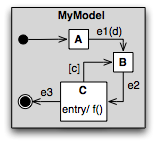 MyModel
A
e1(d)
B
[c]
e2
C
entry/ f()
e3